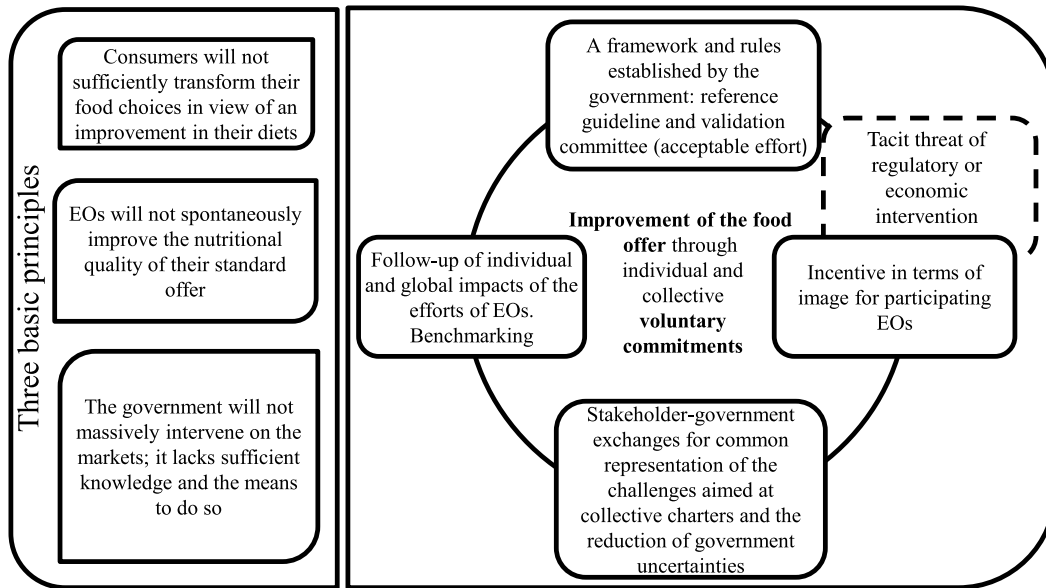 Three basic principles
Consumers will not
sufficiently transform their
food choices in view of an
improvement in their diets
EOs will not spontaneously
improve the nutritional
quality of their standard
offer
The government will not
massively intervene on the
markets; it lacks sufficient
knowledge and the means
to do so
A framework and rules
established by the
government: reference
guideline and validation
committee (acceptable effort)
Tacit threat of
regulatory or
economic
intervention
Improvement of the food
offer through
individual and
collective
voluntary
commitments
Follow-up of individual
and global impacts of the
efforts of EOs.
Benchmarking
Incentive in terms of
image for participating
EOs
Stakeholder-government
exchanges for common
representation of the
challenges aimed at
collective charters and the
reduction of government
uncertainties